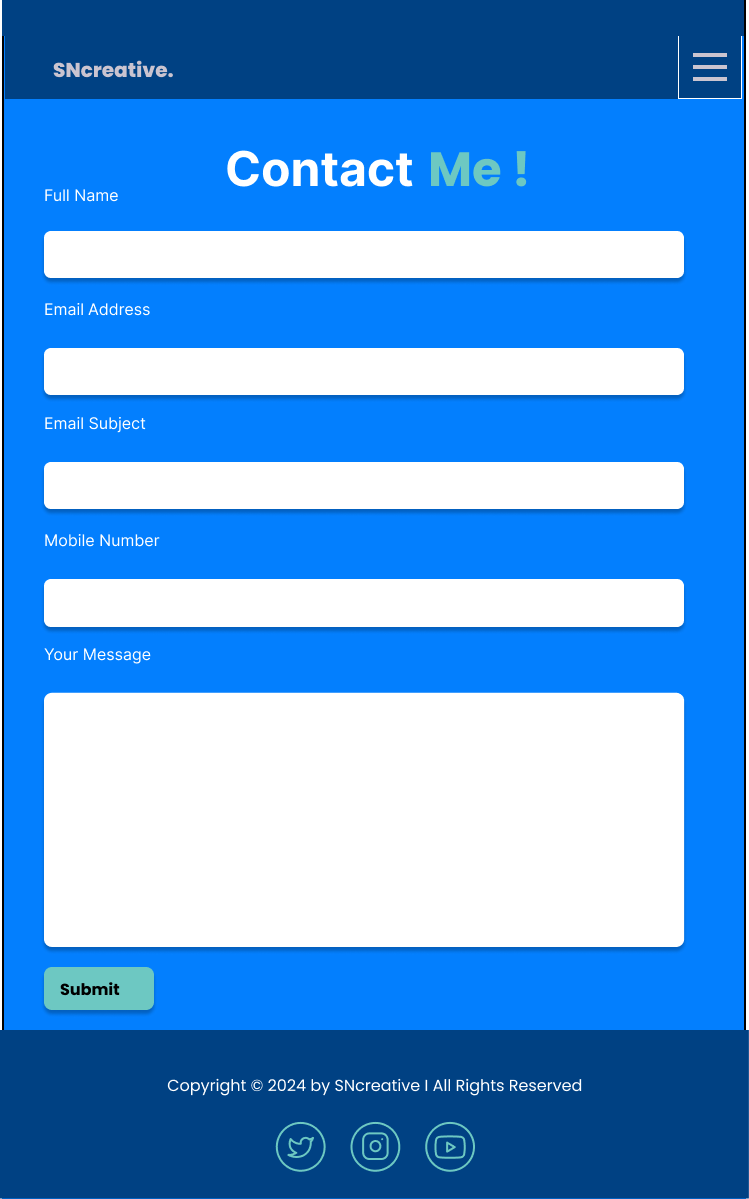 SNcreative.
Contact Me !
Full Name
Email Address
Email Subject
Mobile Number
Your Message
Submit
Copyright © 2024 by SNcreative I All Rights Reserved